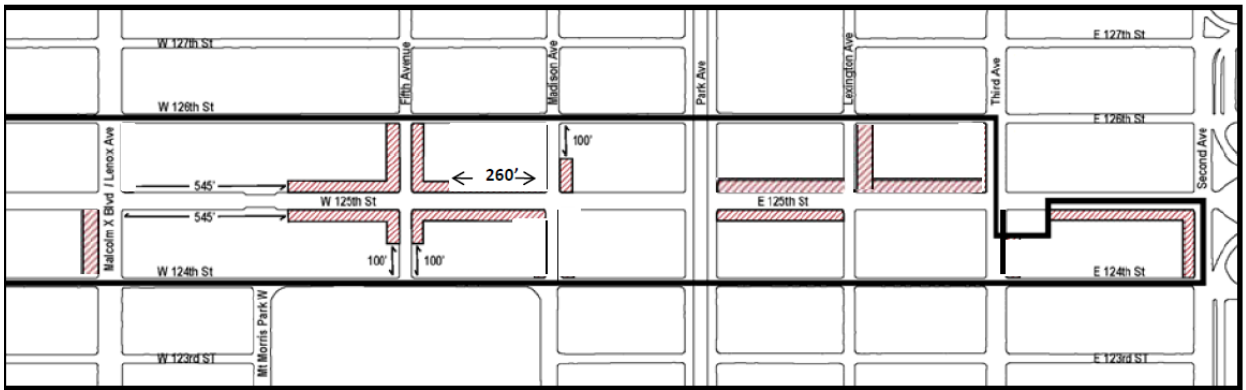 W 127th St
E 127th St
Fifth Avenue
Madison Ave
Park Ave
Lexington Ave
Third Ave
W 126th St
E 126th St
Malcolm X Blvd / Lenox Ave
100'
Second Ave
545'
260'
W 125th St
E 125th St
545'
100'
100'
W 124th St
E 124th St
Mt Morris Park W
W 123rd ST
E 123rd ST